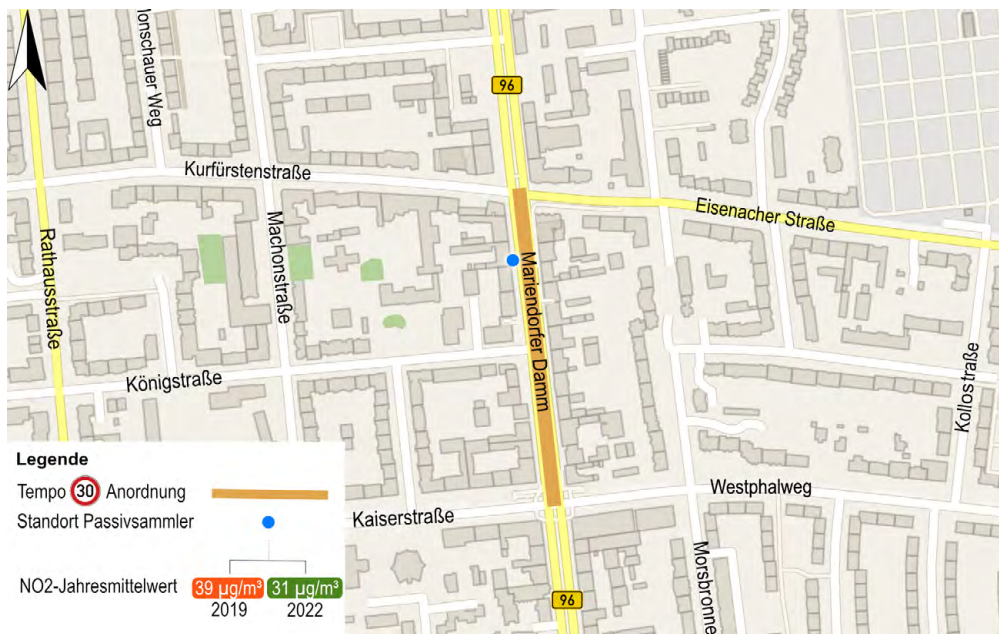 Monschauer Weg
96
Kurfürstenstraße
Eisenacher Straße
Rathausstraße
Machonstraße
Mariendorfer Damm
Königstraße
Kollostraße
Westphalweg
Kaiserstraße
Morsbronne
96
Legende
Tempo 30 Anordnung
Standort Passivsammler
NO2-Jahresmittelwert 39 µg/m³ 31 µg/m³
2019 2022